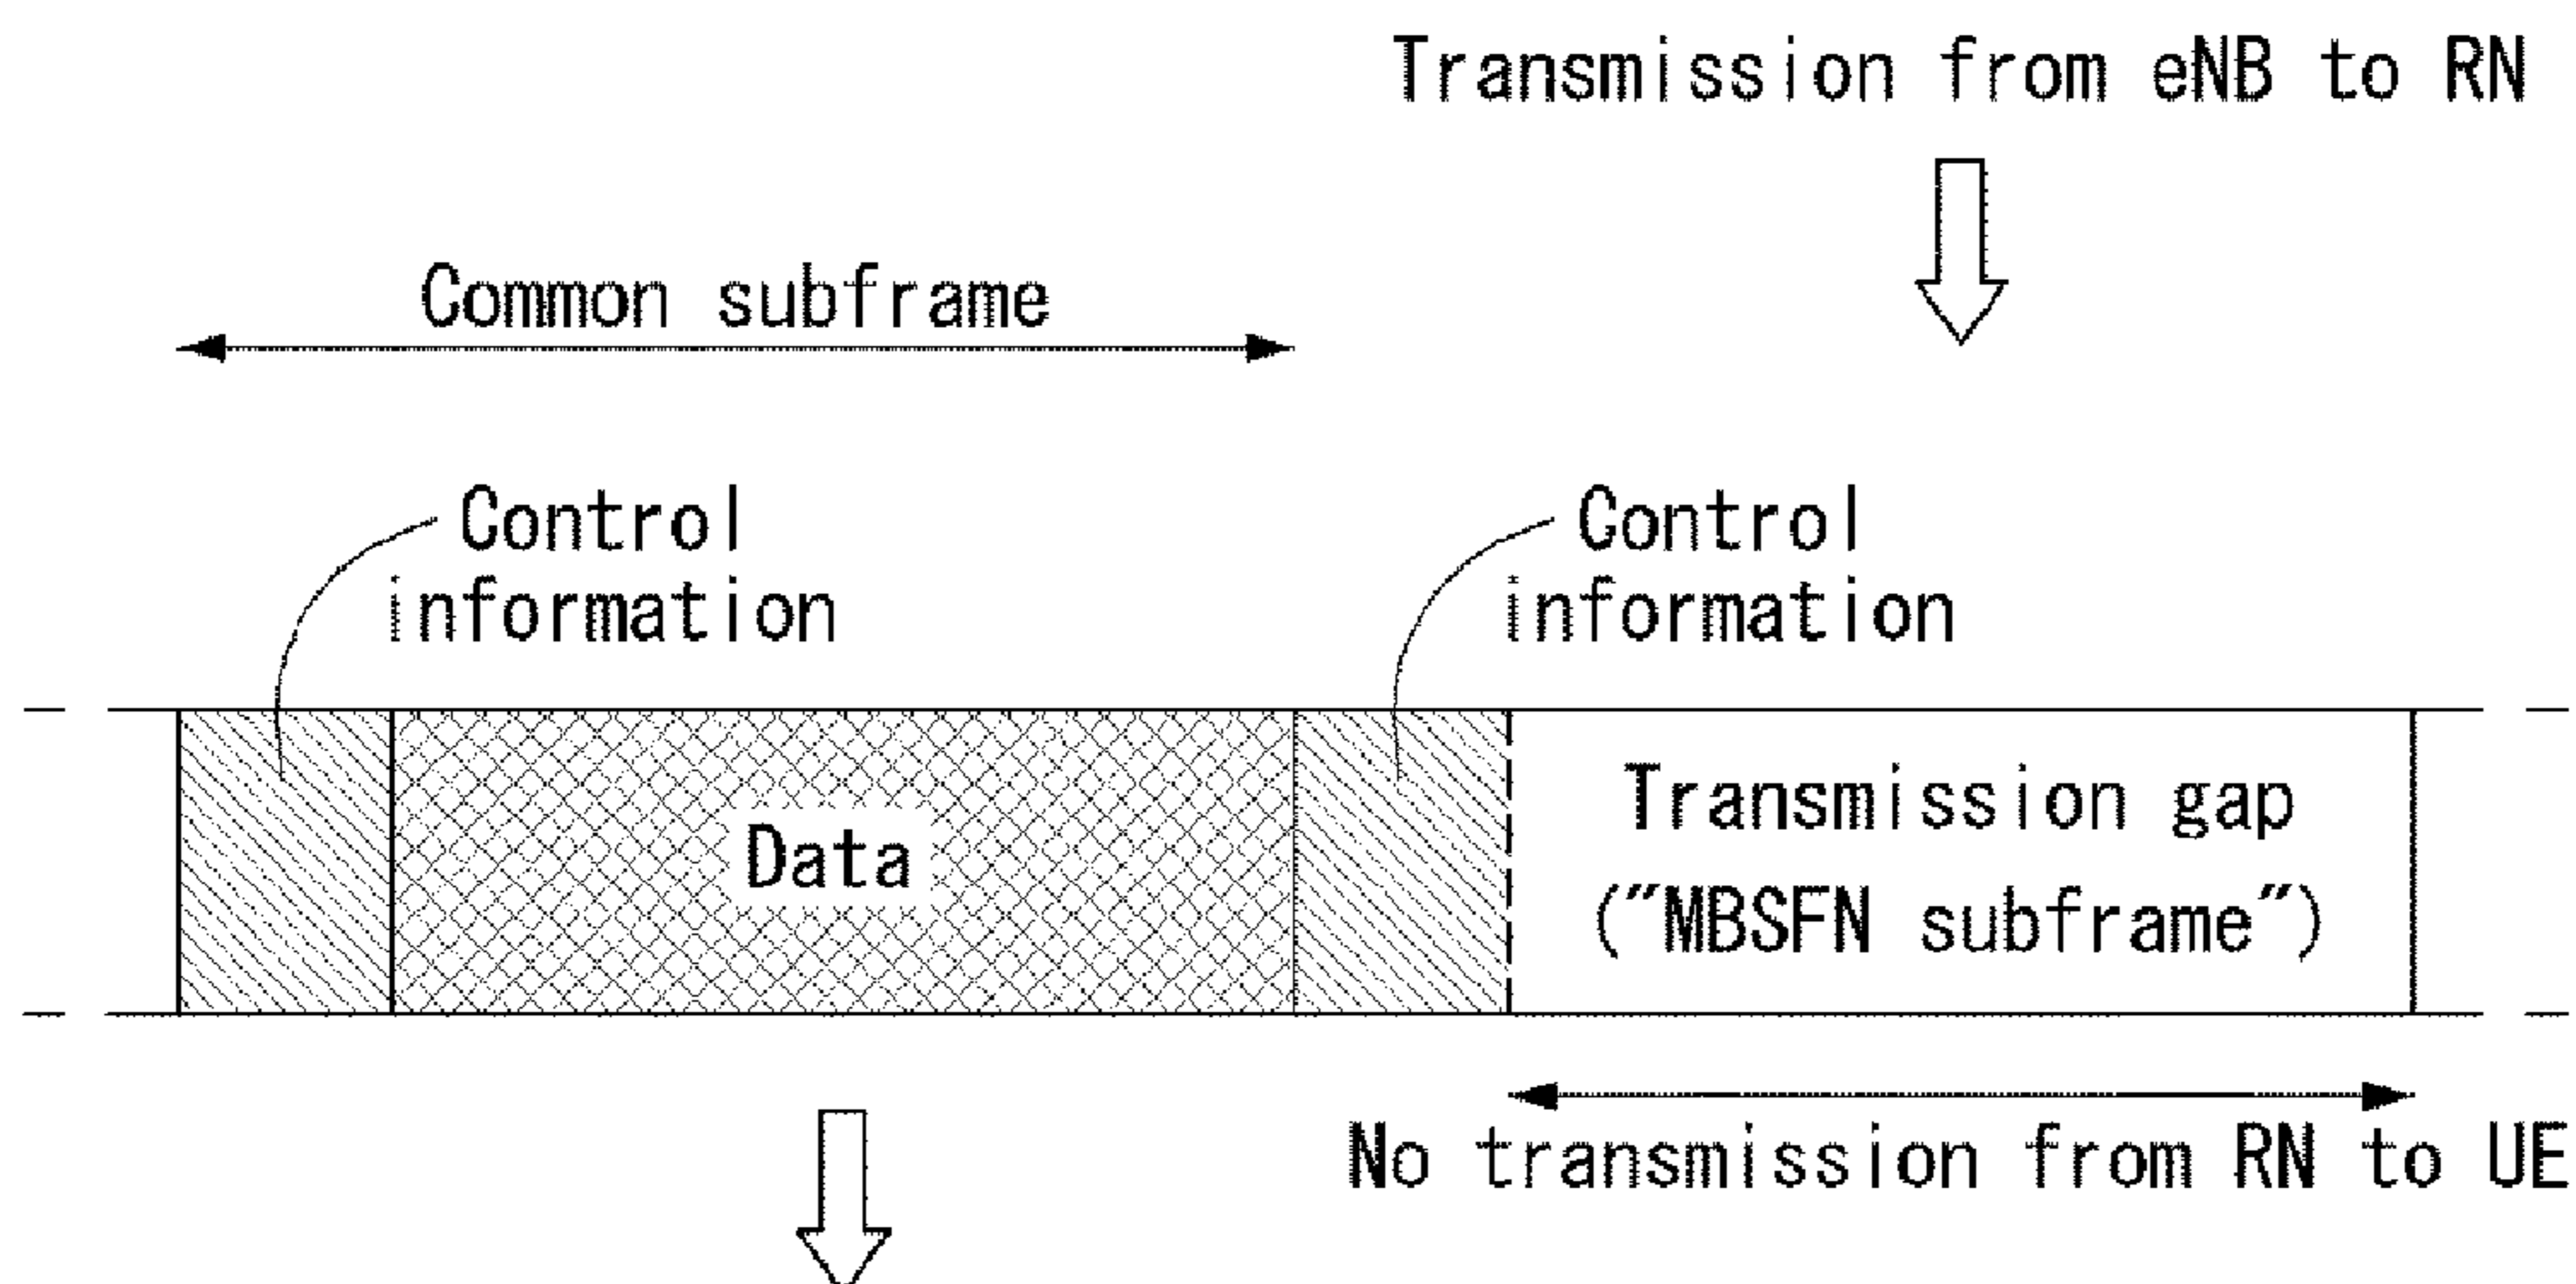 Transmission from eNB to RN
Common subframe
Control
information
Control
information
Data
Transmission gap
("MBSFN subframe")
No transmission from RN to UE